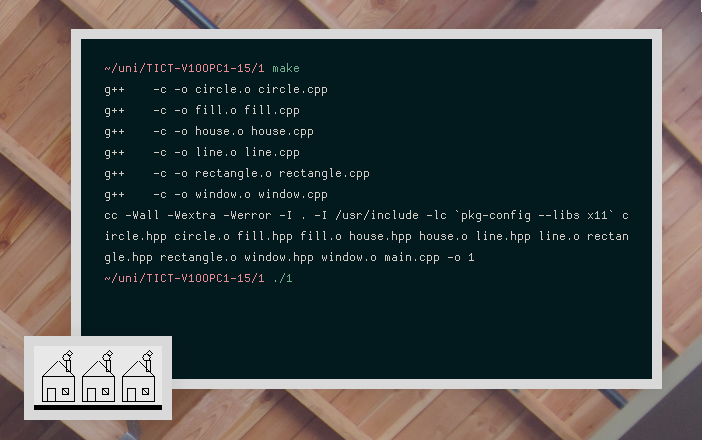 ~/uni/TICT-V1OOPC1-15/1 make
g++    -c -o circle.o circle.cpp
g++    -c -o fill.o fill.cpp
g++    -c -o house.o house.cpp
g++    -c -o line.o line.cpp
g++    -c -o rectangle.o rectangle.cpp
g++    -c -o window.o window.cpp
cc -Wall -Wextra -Werror -I . -I /usr/include -lc `pkg-config --libs x11` c
ircle.hpp circle.o fill.hpp fill.o house.hpp house.o line.hpp line.o rectan
gle.hpp rectangle.o window.hpp window.o main.cpp -o 1
~/uni/TICT-V1OOPC1-15/1 ./1